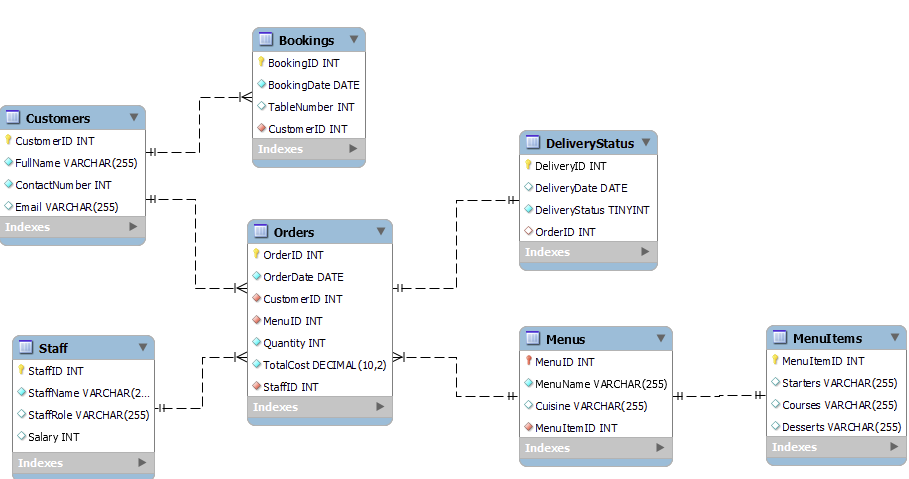 Bookings
BookingID INT
BookingDate DATE
TableNumber INT
CustomerID INT
Indexes
Customers
CustomerID INT
FullName VARCHAR(255)
ContactNumber INT
Email VARCHAR(255)
Indexes
DeliveryStatus
DeliveryID INT
DeliveryDate DATE
DeliveryStatus TINYINT
OrderID INT
Indexes
Orders
OrderID INT
OrderDate DATE
CustomerID INT
MenuID INT
Quantity INT
TotalCost DECIMAL(10,2)
StaffID INT
Indexes
Staff
StaffID INT
StaffName VARCHAR(2...
StaffRole VARCHAR(255)
Salary INT
Indexes
Menus
MenuID INT
MenuName VARCHAR(255)
Cuisine VARCHAR(255)
MenuItemID INT
Indexes
MenuItems
MenuItemID INT
Starters VARCHAR(255)
Courses VARCHAR(255)
Desserts VARCHAR(255)
Indexes